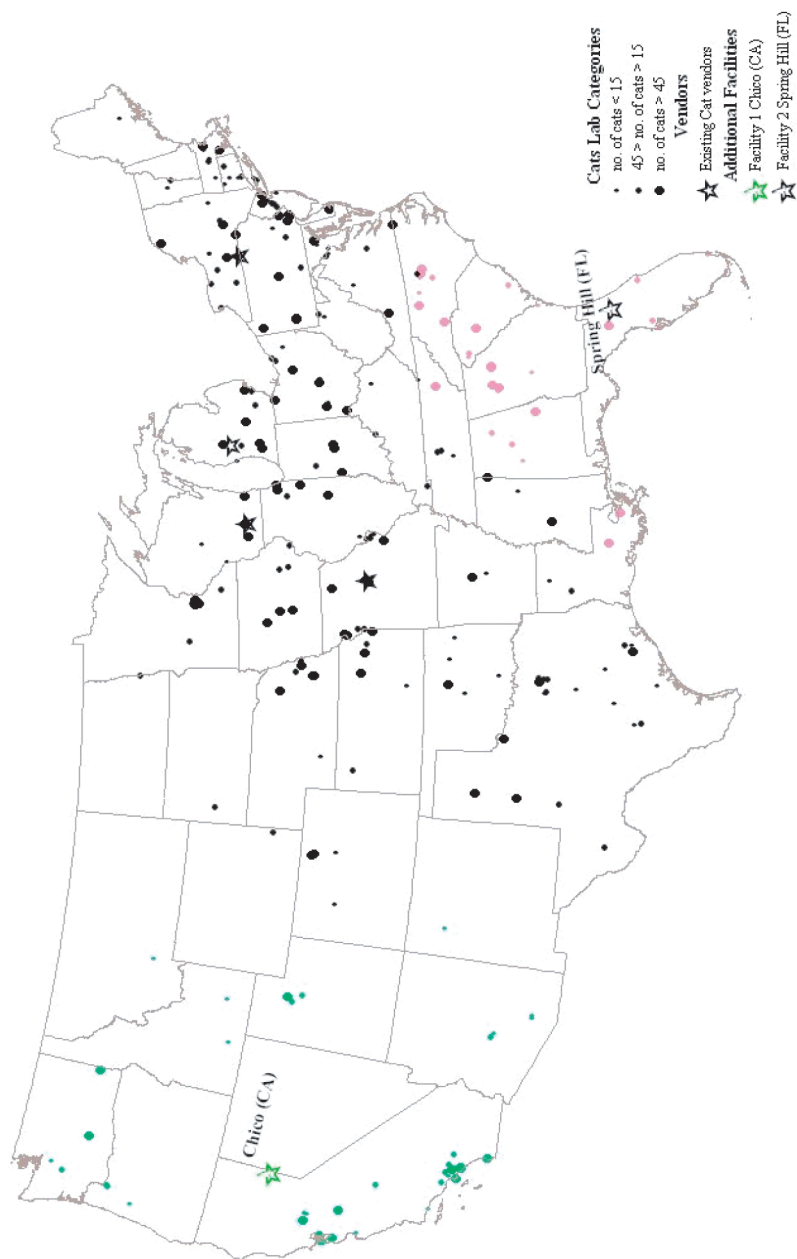 Chico (CA)
Spring Hill (FL)
Cats Lab Categories
no. of cats < 15
45 > no. of cats > 15
no. of cats > 45
Vendors
Existing Cat vendors
Additional Facilities
Facility 1 Chico (CA)
Facility 2 Spring Hill (FL)